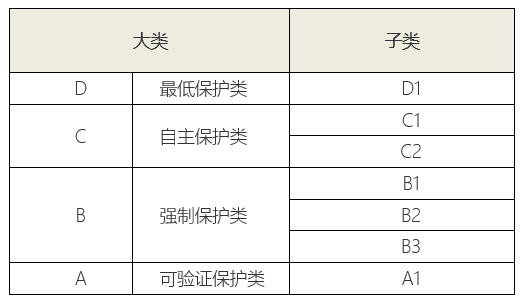 大类 子类
D 最低保护类 D1
C 自主保护类 C1
C2
B 强制保护类 B1
B2
B3
A 可验证保护类 A1